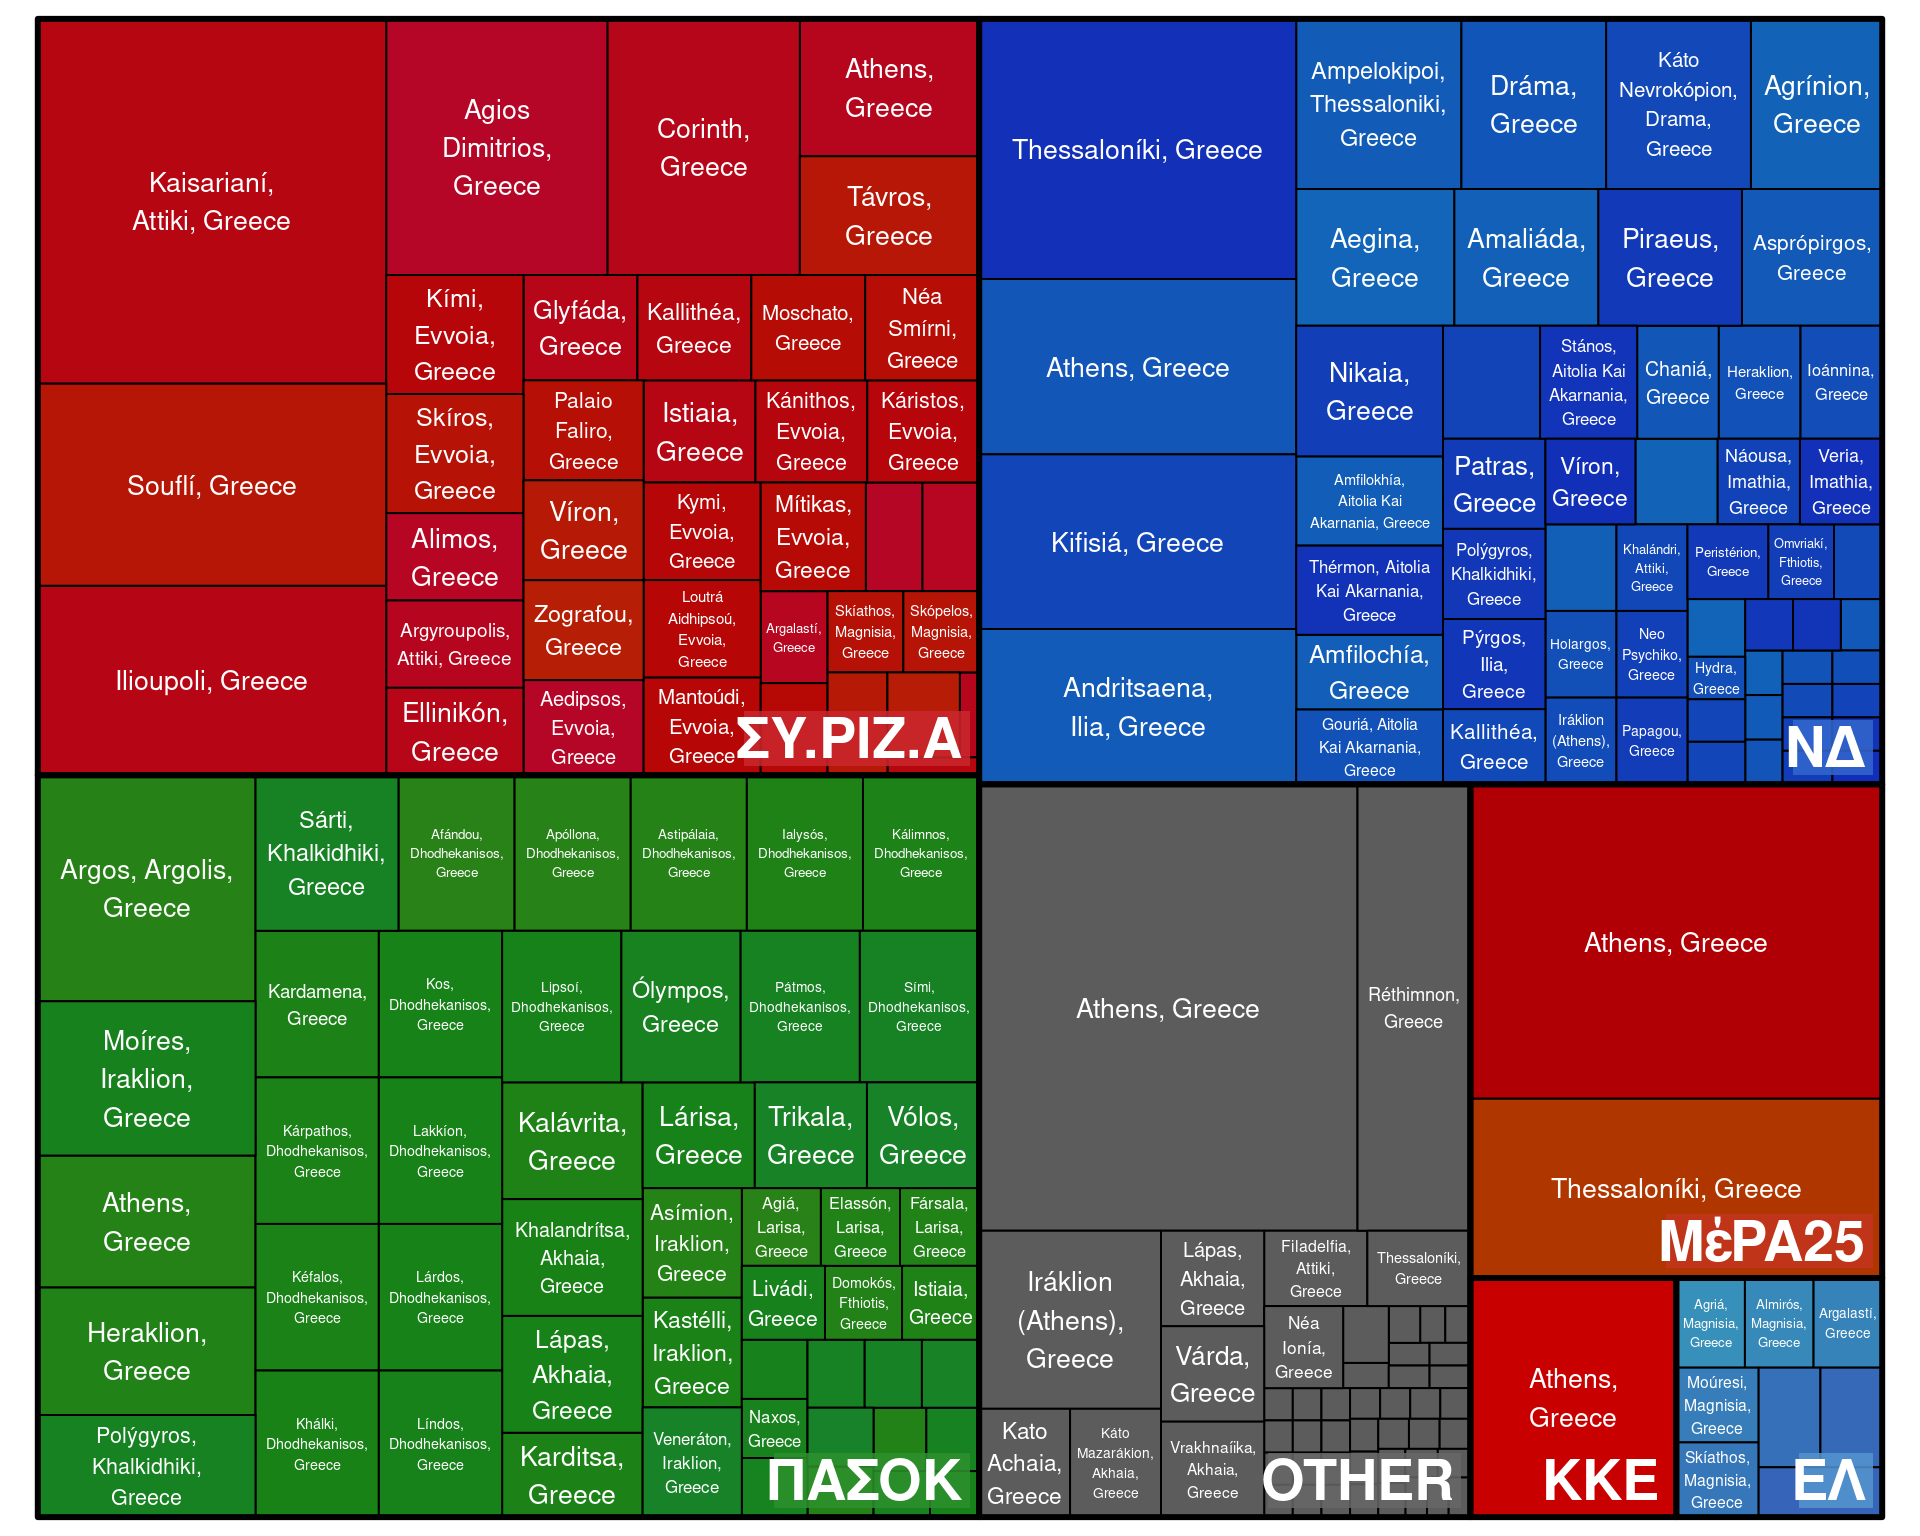 Kaisarianí,
Attiki, Greece
Souflí, Greece
Ilioupoli, Greece
Agios
Dimitrios,
Greece
Corinth,
Greece
Athens,
Greece
Távros,
Greece
Kími,
Evvoia,
Greece
Skíros,
Evvoia,
Greece
Alimos,
Greece
Argyroupolis,
Attiki, Greece
Ellinikón,
Greece
Glyfáda,
Greece
Kallithéa,
Greece
Moschato,
Greece
Néa
Smírni,
Greece
Palaio
Faliro,
Greece
Víron,
Greece
Zografou,
Greece
Aedipsos,
Evvoia,
Greece
Istiaia,
Greece
Kánithos,
Evvoia,
Greece
Káristos,
Evvoia,
Greece
Kymi,
Evvoia,
Greece
Loutrá
Aidhipsoú,
Evvoia,
Greece
Mantoúdi,
Evvoia,
Greece
Mítikas,
Evvoia,
Greece
Argalastí,
Greece
Skíathos,
Magnisia,
Greece
Skópelos,
Magnisia,
Greece
ΣΥ.ΡΙΖ.Α
Thessaloníki, Greece
Athens, Greece
Kifisiá, Greece
Andritsaena,
Ilia, Greece
Ampelokipoi,
Thessaloniki,
Greece
Dráma,
Greece
Káto
Nevrokópion,
Drama,
Greece
Agrínion,
Greece
Aegina,
Greece
Amaliáda,
Greece
Piraeus,
Greece
Asprópirgos,
Greece
Nikaia,
Greece
Amfilokhía,
Aitolia Kai
Akarnania, Greece
Thérmon, Aitolia
Kai Akarnania,
Greece
Amfilochía,
Greece
Gouriá, Aitolia
Kai Akarnania,
Greece
Stános,
Aitolia Kai
Akarnania,
Greece
Chaniá,
Greece
Heraklion,
Greece
Ioánnina,
Greece
Patras,
Greece
Polýgyros,
Khalkidhiki,
Greece
Pýrgos,
Ilia,
Greece
Kallithéa,
Greece
Víron,
Greece
Náousa,
Imathia,
Greece
Veria,
Imathia,
Greece
Holargos,
Greece
Iráklion
(Athens),
Greece
Khalándri,
Attiki,
Greece
Neo
Psychiko,
Greece
Papagou,
Greece
Peristérion,
Greece
Omvriakí,
Fthiotis,
Greece
Hydra,
Greece
ΝΔ
Argos, Argolis,
Greece
Moíres,
Iraklion,
Greece
Athens,
Greece
Heraklion,
Greece
Polýgyros,
Khalkidhiki,
Greece
Sárti,
Khalkidhiki,
Greece
Afándou,
Dhodhekanisos,
Greece
Apóllona,
Dhodhekanisos,
Greece
Astipálaia,
Dhodhekanisos,
Greece
Ialysós,
Dhodhekanisos,
Greece
Kálimnos,
Dhodhekanisos,
Greece
Kardamena,
Greece
Kos,
Dhodhekanisos,
Greece
Kárpathos,
Dhodhekanisos,
Greece
Lakkíon,
Dhodhekanisos,
Greece
Kéfalos,
Dhodhekanisos,
Greece
Lárdos,
Dhodhekanisos,
Greece
Khálki,
Dhodhekanisos,
Greece
Líndos,
Dhodhekanisos,
Greece
Lipsoí,
Dhodhekanisos,
Greece
Ólympos,
Greece
Pátmos,
Dhodhekanisos,
Greece
Sími,
Dhodhekanisos,
Greece
Kalávrita,
Greece
Khalandrítsa,
Akhaia,
Greece
Lápas,
Akhaia,
Greece
Karditsa,
Greece
Lárisa,
Greece
Trikala,
Greece
Vólos,
Greece
Asímion,
Iraklion,
Greece
Kastélli,
Iraklion,
Greece
Veneráton,
Iraklion,
Greece
Agiá,
Larisa,
Greece
Elassón,
Larisa,
Greece
Fársala,
Larisa,
Greece
Livádi,
Greece
Domokós,
Fthiotis,
Greece
Istiaia,
Greece
Naxos,
Greece
ΠΑΣΟΚ
Athens, Greece
Réthimnon,
Greece
Iráklion
(Athens),
Greece
Kato
Achaia,
Greece
Káto
Mazarákion,
Akhaia,
Greece
Lápas,
Akhaia,
Greece
Várda,
Greece
Vrakhnaíika,
Akhaia,
Greece
Filadelfia,
Attiki,
Greece
Thessaloníki,
Greece
Néa
Ionía,
Greece
OTHER
Athens, Greece
Thessaloníki, Greece
ΜέΡΑ25
Athens,
Greece
ΚΚΕ
Agriá,
Magnisia,
Greece
Almirós,
Magnisia,
Greece
Argalastí,
Greece
Moúresi,
Magnisia,
Greece
Skíathos,
Magnisia,
Greece
ΕΛ